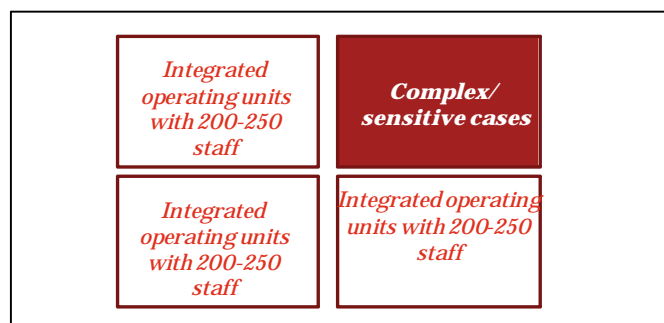 Integrated
operating units
with 200-250
staff
Complex/
sensitive cases
Integrated
operating units
with 200-250
staff
Integrated operating
units with 200-250
staff